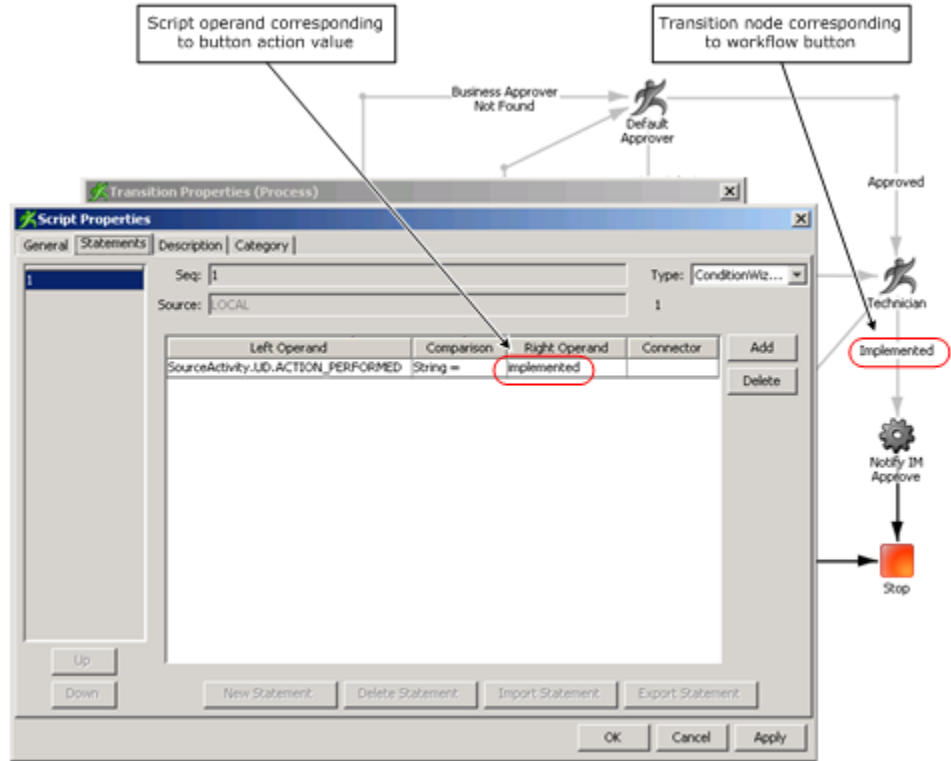 Script operand corresponding
to button action value
Transition node corresponding
to workflow button
Business Approver
Not Found
Default
Approver
Approved
Transition Properties (Process)
Script Properties
General Statements Description Category
1
Seq: 1
Type: ConditionWiz...
Source: LOCAL
1
Technician
Left Operand Comparison Right Operand Connector
SourceActivity.UD.ACTION_PERFORMED String = implemented
Add
Delete
Implemented
Notify IM
Approve
Stop
Up
Down
New Statement Delete Statement Import Statement Export Statement
OK Cancel Apply